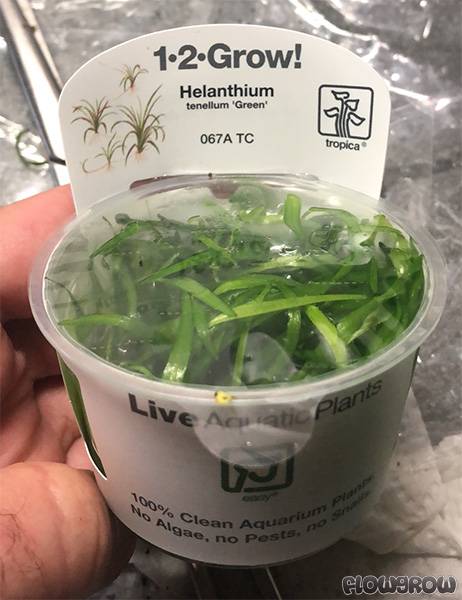 1•2•Grow!
Helanthium
tenellum 'Green'
067A TC
tropica®
Live Aquatic Plants
easy®
100% Clean Aquarium Plants
No Algae, no Pests, no Snails
FLOWGROW